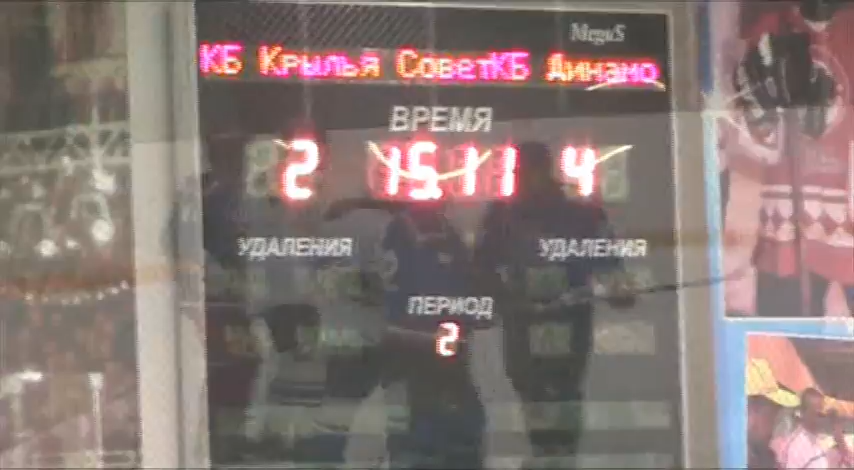 MegaS
КБ Крылья СоветКБ Динамо
ВРЕМЯ
2 15.11 4
УДАЛЕНИЯ УДАЛЕНИЯ
ПЕРИОД
2